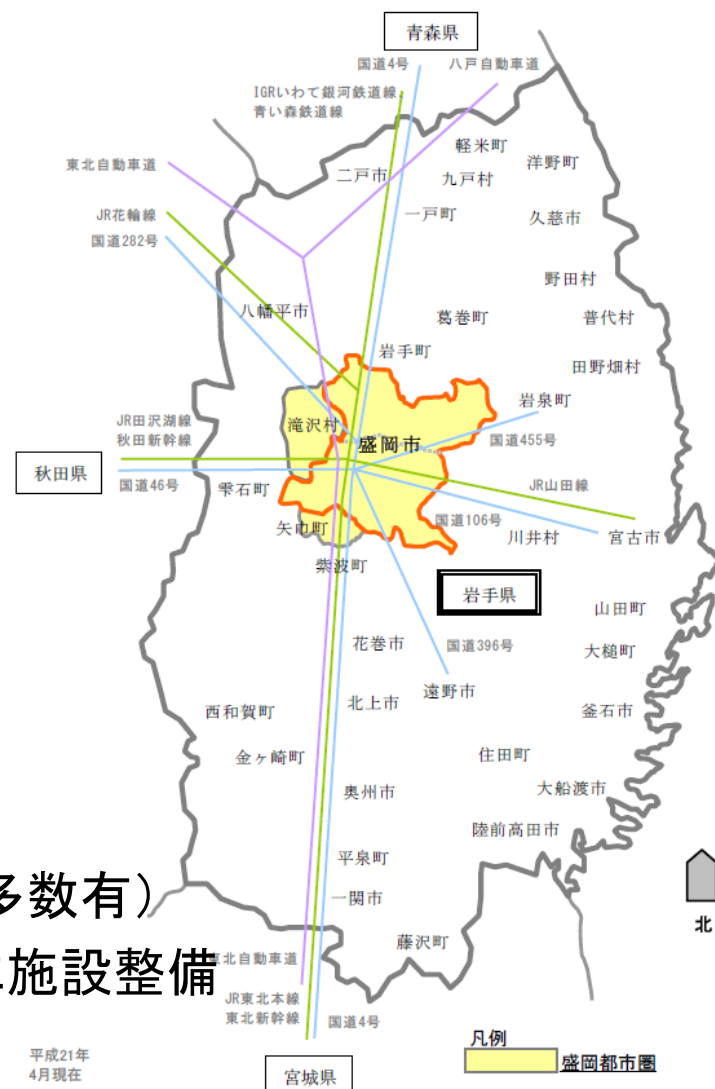 青森県
国道4号
八戸自動車道
IGRいわて銀河鉄道線
青い森鉄道線
東北自動車道
軽米町
洋野町
二戸市
九戸村
JR花輪線
一戸町
久慈市
国道282号
野田村
八幡平市
葛巻町
普代村
岩手町
田野畑村
岩泉町
JR田沢湖線
秋田新幹線
滝沢村
盛岡市
国道455号
秋田県
国道46号
雫石町
JR山田線
矢巾町
国道106号
川井村
宮古市
紫波町
岩手県
山田町
花巻市
国道396号
大槌町
遠野市
西和賀町
北上市
釜石市
金ヶ崎町
住田町
奥州市
大船渡市
陸前高田市
平泉町
多数有)
一関市
北
藤沢町
施設整備
東北自動車道
JR東北本線
東北新幹線
国道4号
凡例
盛岡都市圏
平成21年
4月現在
宮城県